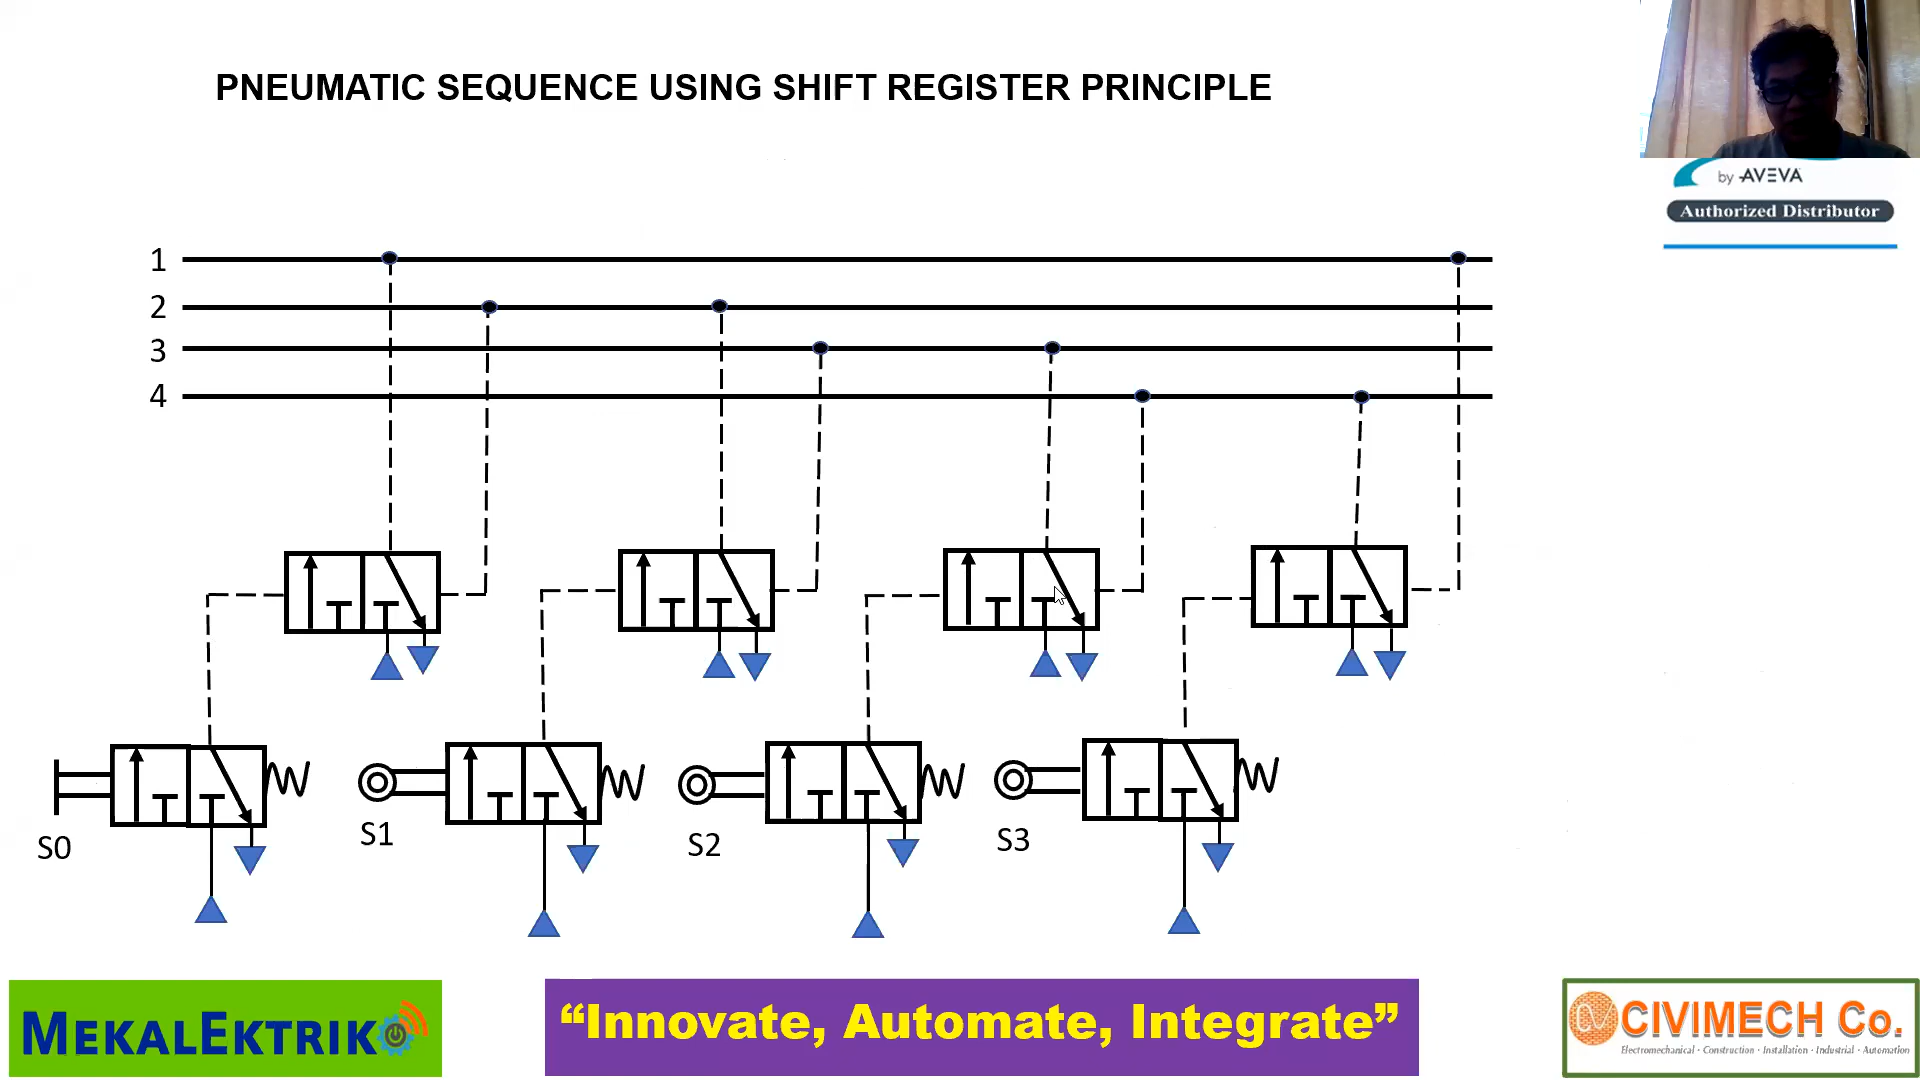 PNEUMATIC SEQUENCE USING SHIFT REGISTER PRINCIPLE
by AVEVA
Authorized Distributor
1
2
3
4
S0
S1
S2
S3
MEKALEKTRIKO
“Innovate, Automate, Integrate”
CIVIMECH Co.
Electromechanical · Construction · Installation · Industrial · Automation